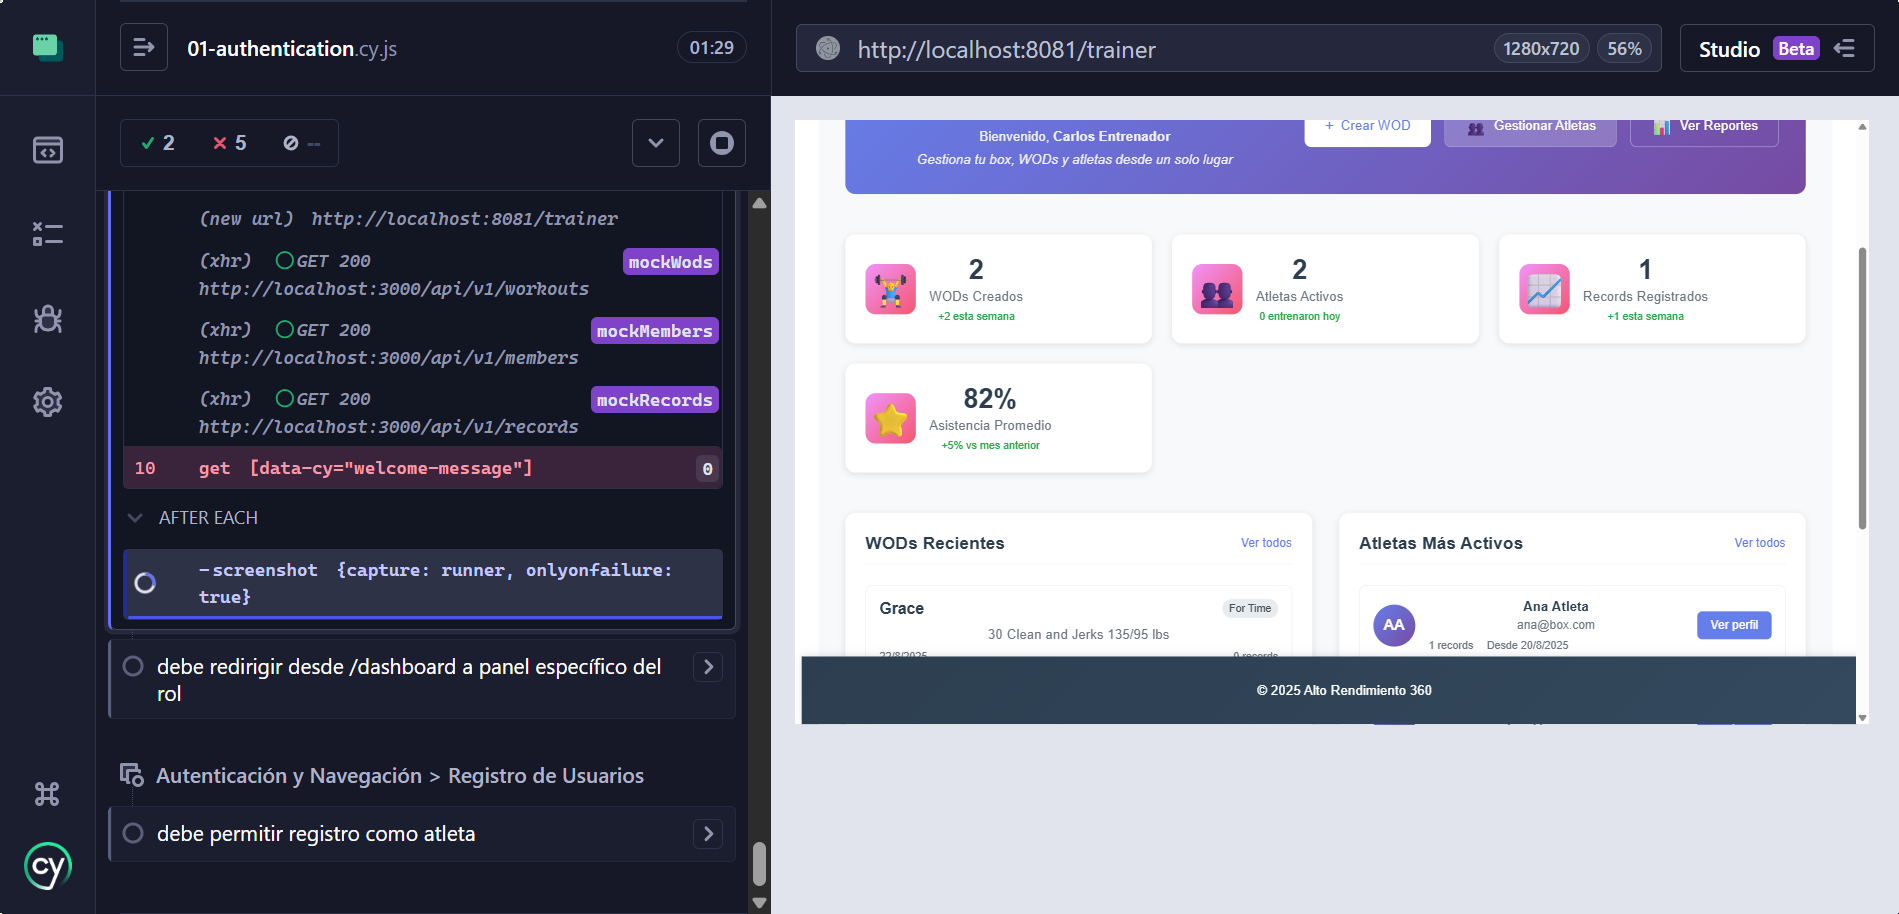 01-authentication.cy.js
01:29
2
5
--
(new url) http://localhost:8081/trainer
(xhr) GET 200 mockWods
http://localhost:3000/api/v1/workouts
(xhr) GET 200 mockMembers
http://localhost:3000/api/v1/members
(xhr) GET 200 mockRecords
http://localhost:3000/api/v1/records
10 get [data-cy="welcome-message"] 0
AFTER EACH
-screenshot {capture: runner, onlyonfailure:
true}
debe redirigir desde /dashboard a panel específico del
rol
Autenticación y Navegación > Registro de Usuarios
debe permitir registro como atleta
cy
http://localhost:8081/trainer
1280x720
56%
Studio Beta
Bienvenido, Carlos Entrenador
Gestiona tu box, WODs y atletas desde un solo lugar
+ Crear WOD
Gestionar Atletas
Ver Reportes
2
WODs Creados
+2 esta semana
2
Atletas Activos
0 entrenaron hoy
1
Records Registrados
+1 esta semana
82%
Asistencia Promedio
+5% vs mes anterior
WODs Recientes
Ver todos
Grace
For Time
30 Clean and Jerks 135/95 lbs
22/8/2025
0 records
Atletas Más Activos
Ver todos
AA
Ana Atleta
ana@box.com
1 records Desde 20/8/2025
Ver perfil
© 2025 Alto Rendimiento 360